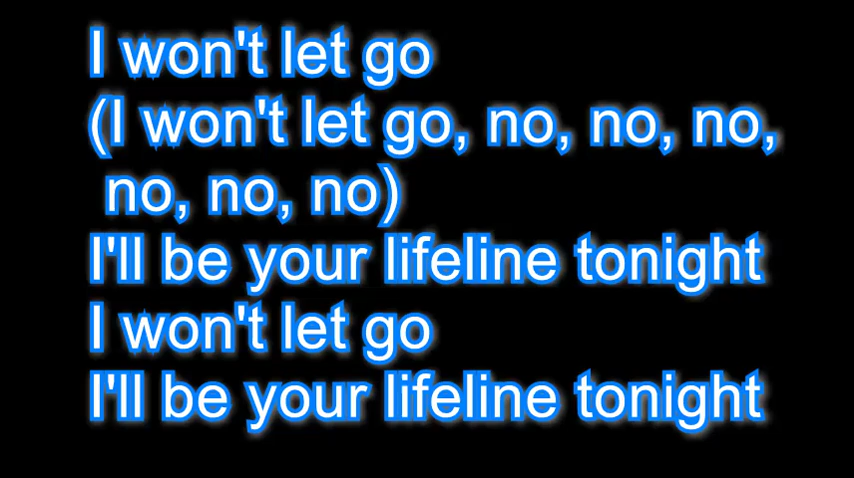 I won't let go
(I won't let go, no, no, no,
no, no, no)
I'll be your lifeline tonight
I won't let go
I'll be your lifeline tonight